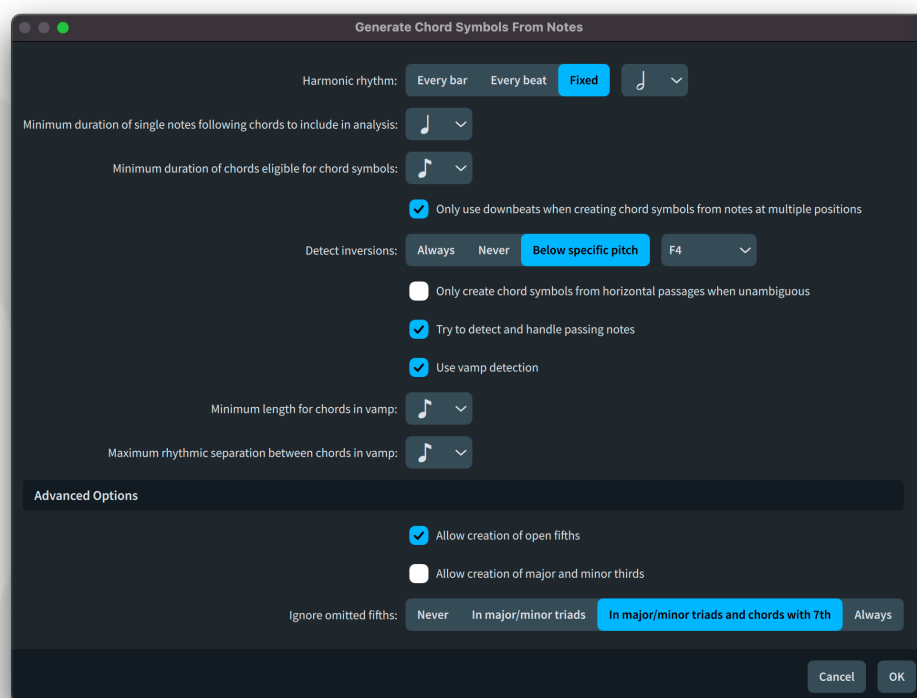 Generate Chord Symbols From Notes
Harmonic rhythm: Every bar Every beat Fixed
Minimum duration of single notes following chords to include in analysis:
Minimum duration of chords eligible for chord symbols:
Only use downbeats when creating chord symbols from notes at multiple positions
Detect inversions: Always Never Below specific pitch F4
Only create chord symbols from horizontal passages when unambiguous
Try to detect and handle passing notes
Use vamp detection
Minimum length for chords in vamp:
Maximum rhythmic separation between chords in vamp:
Advanced Options
Allow creation of open fifths
Allow creation of major and minor thirds
Ignore omitted fifths: Never In major/minor triads In major/minor triads and chords with 7th Always
Cancel OK